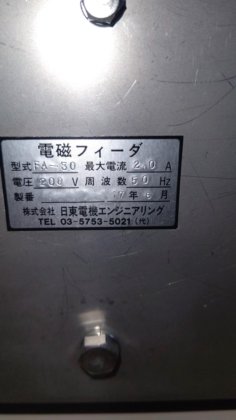 電磁フィーダ
型式 FA-50 最大電流 2.0 A
電圧 200 V 周波数 50 Hz
製番 17年 月
株式会社 日東電機エンジニアリング
TEL 03-5753-5021 (代)